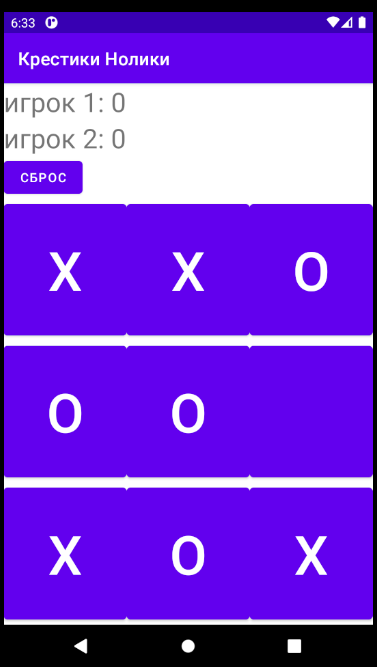 6:33
Крестики Нолики
игрок 1: 0
игрок 2: 0
СБРОС
X X O
O O
X O X